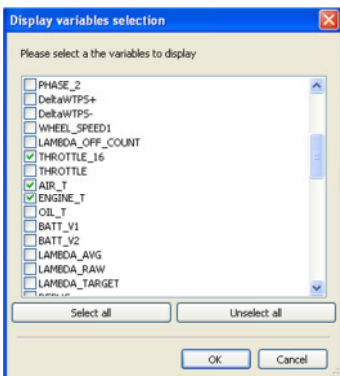 Display variables selection
Please select a the variables to display
PHASE_2
DeltaWTPS+
DeltaWTPS-
WHEEL_SPEED1
LAMBDA_OFF_COUNT
THROTTLE_16
THROTTLE
AIR_T
ENGINE_T
OIL_T
BATT_V1
BATT_V2
LAMBDA_AVG
LAMBDA_RAW
LAMBDA_TARGET
Select all
Unselect all
OK
Cancel